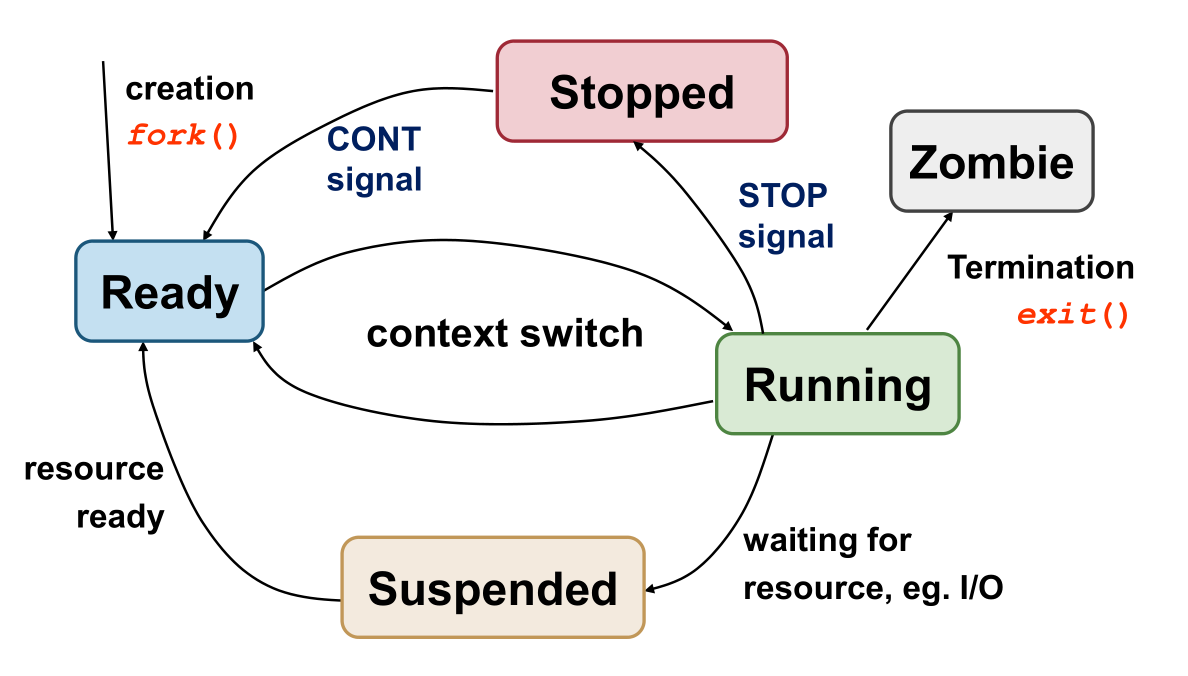 creation
fork()
Stopped
CONT
signal
Zombie
STOP
signal
Termination
exit()
Ready
context switch
Running
resource
ready
Suspended
waiting for
resource, eg. I/O